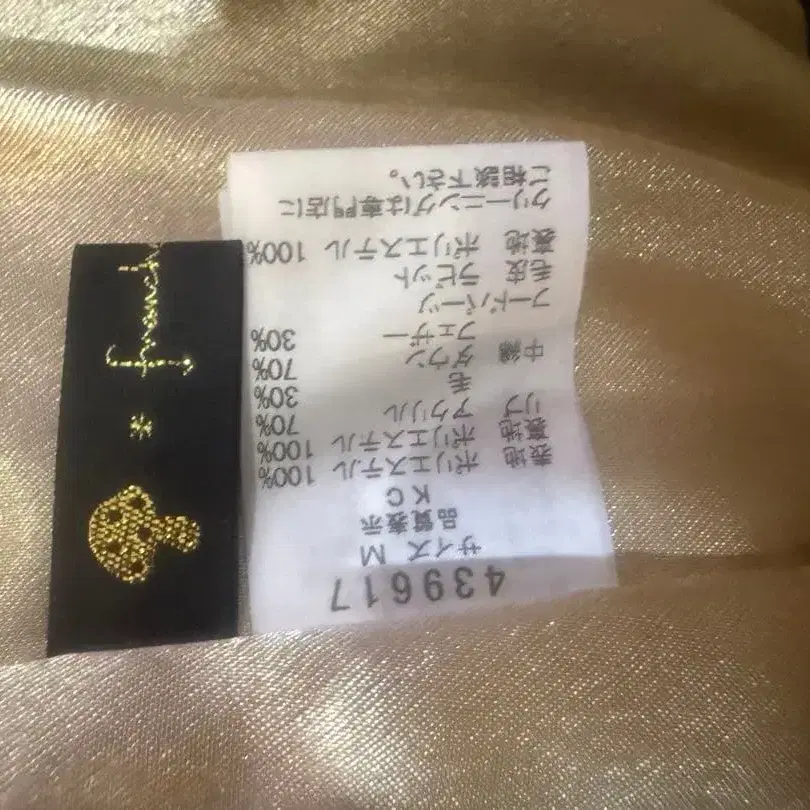 439617
サイズ M
品質表示
KC
表地 ポリエステル 100%
裏地 ポリエステル 100%
リブ アクリル 70%
毛 30%
中綿 ダウン 70%
フェザー 30%
フードパーツ
毛皮 ラビット
裏地 ポリエステル 100%
クリーニングは専門店に
ご相談下さい。